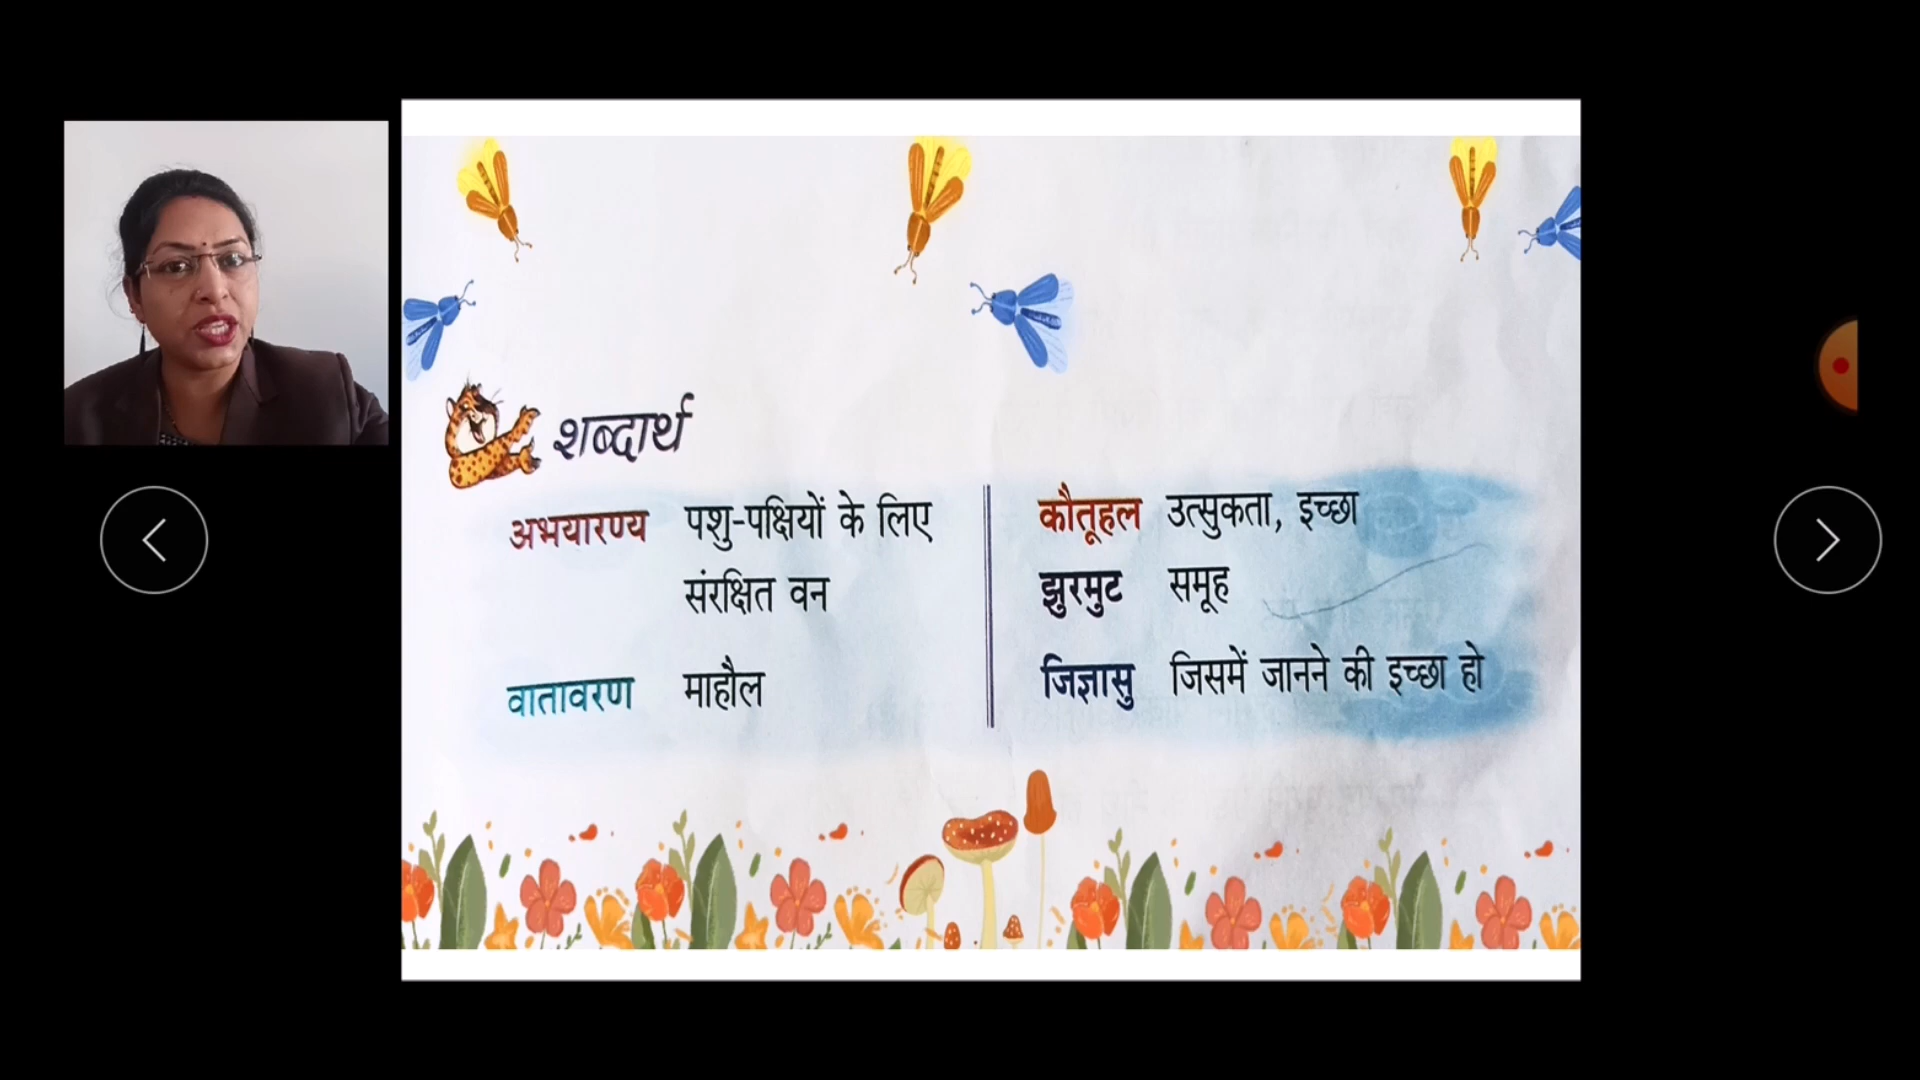 शब्दार्थ
अभयारण्य पशु-पक्षियों के लिए
संरक्षित वन
वातावरण माहौल
कौतूहल उत्सुकता, इच्छा
झुरमुट समूह
जिज्ञासु जिसमें जानने की इच्छा हो